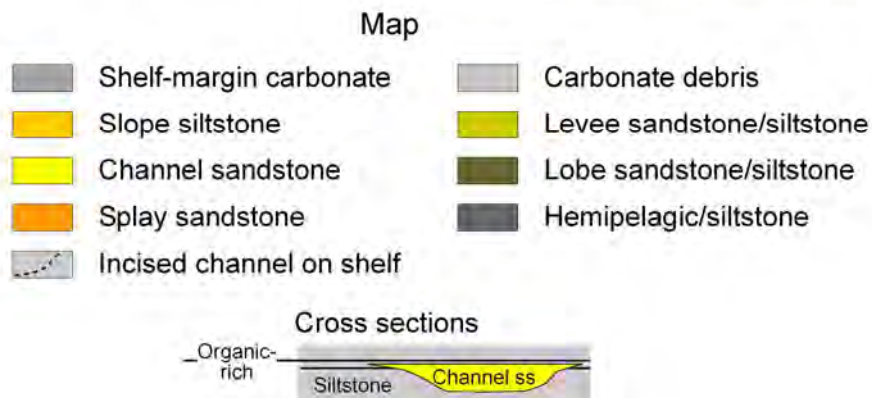 Map
Shelf-margin carbonate
Slope siltstone
Channel sandstone
Splay sandstone
Incised channel on shelf
Carbonate debris
Levee sandstone/siltstone
Lobe sandstone/siltstone
Hemipelagic/siltstone
Cross sections
Organic-
rich
Siltstone
Channel ss